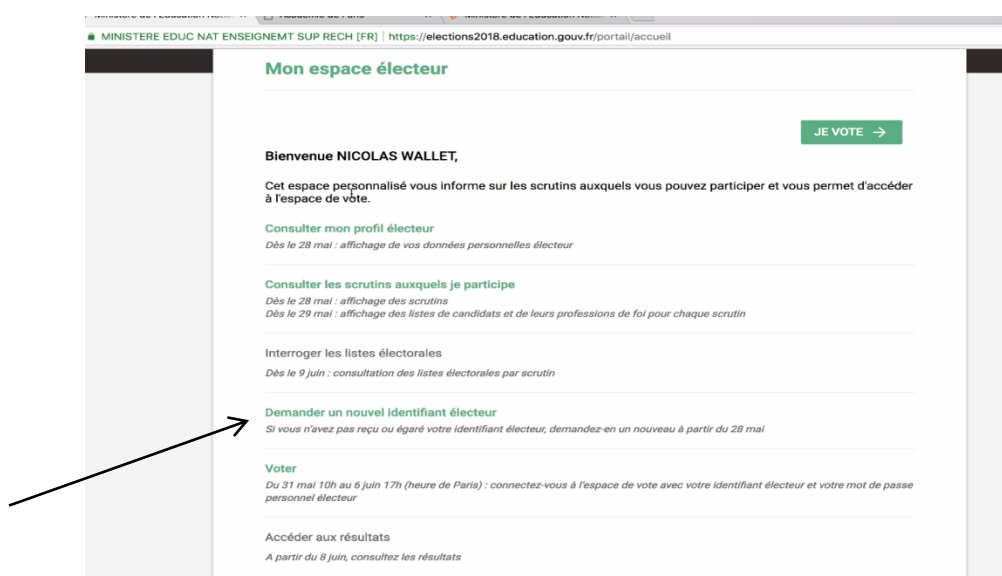 Académie de Paris
MINISTERE EDUC NAT ENSEIGNEMT SUP RECH [FR] | https://elections2018.education.gouv.fr/portail/accueil
Mon espace électeur
JE VOTE →
Bienvenue NICOLAS WALLET,
Cet espace personnalisé vous informe sur les scrutins auxquels vous pouvez participer et vous permet d'accéder
à l'espace de vote.
Consulter mon profil électeur
Dès le 28 mai : affichage de vos données personnelles électeur
Consulter les scrutins auxquels je participe
Dès le 28 mai : affichage des scrutins
Dès le 29 mai : affichage des listes de candidats et de leurs professions de foi pour chaque scrutin
Interroger les listes électorales
Dès le 9 juin : consultation des listes électorales par scrutin
Demander un nouvel identifiant électeur
Si vous n'avez pas reçu ou égaré votre identifiant électeur, demandez-en un nouveau à partir du 28 mai
Voter
Du 31 mai 10h au 6 juin 17h (heure de Paris) : connectez-vous à l'espace de vote avec votre identifiant électeur et votre mot de passe
personnel électeur
Accéder aux résultats
A partir du 8 juin, consultez les résultats